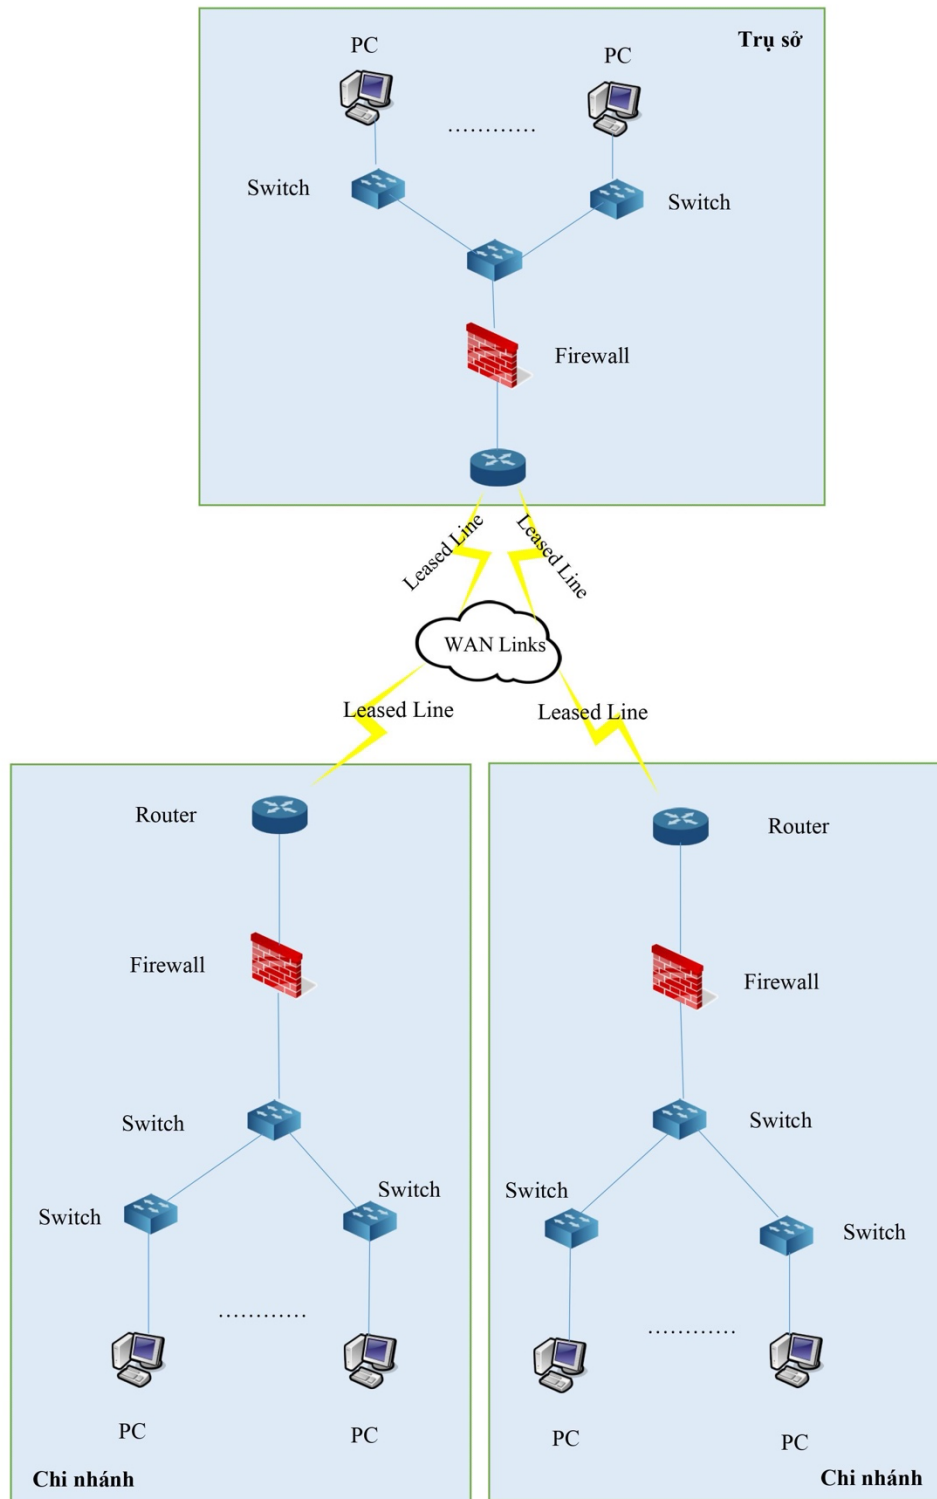 Trụ sở
PC
PC
............
Switch
Switch
Firewall
Leased Line
Leased Line
WAN Links
Leased Line
Leased Line
Router
Firewall
Switch
Switch
Switch
............
PC
PC
Chi nhánh
Router
Firewall
Switch
Switch
Switch
............
PC
PC
Chi nhánh